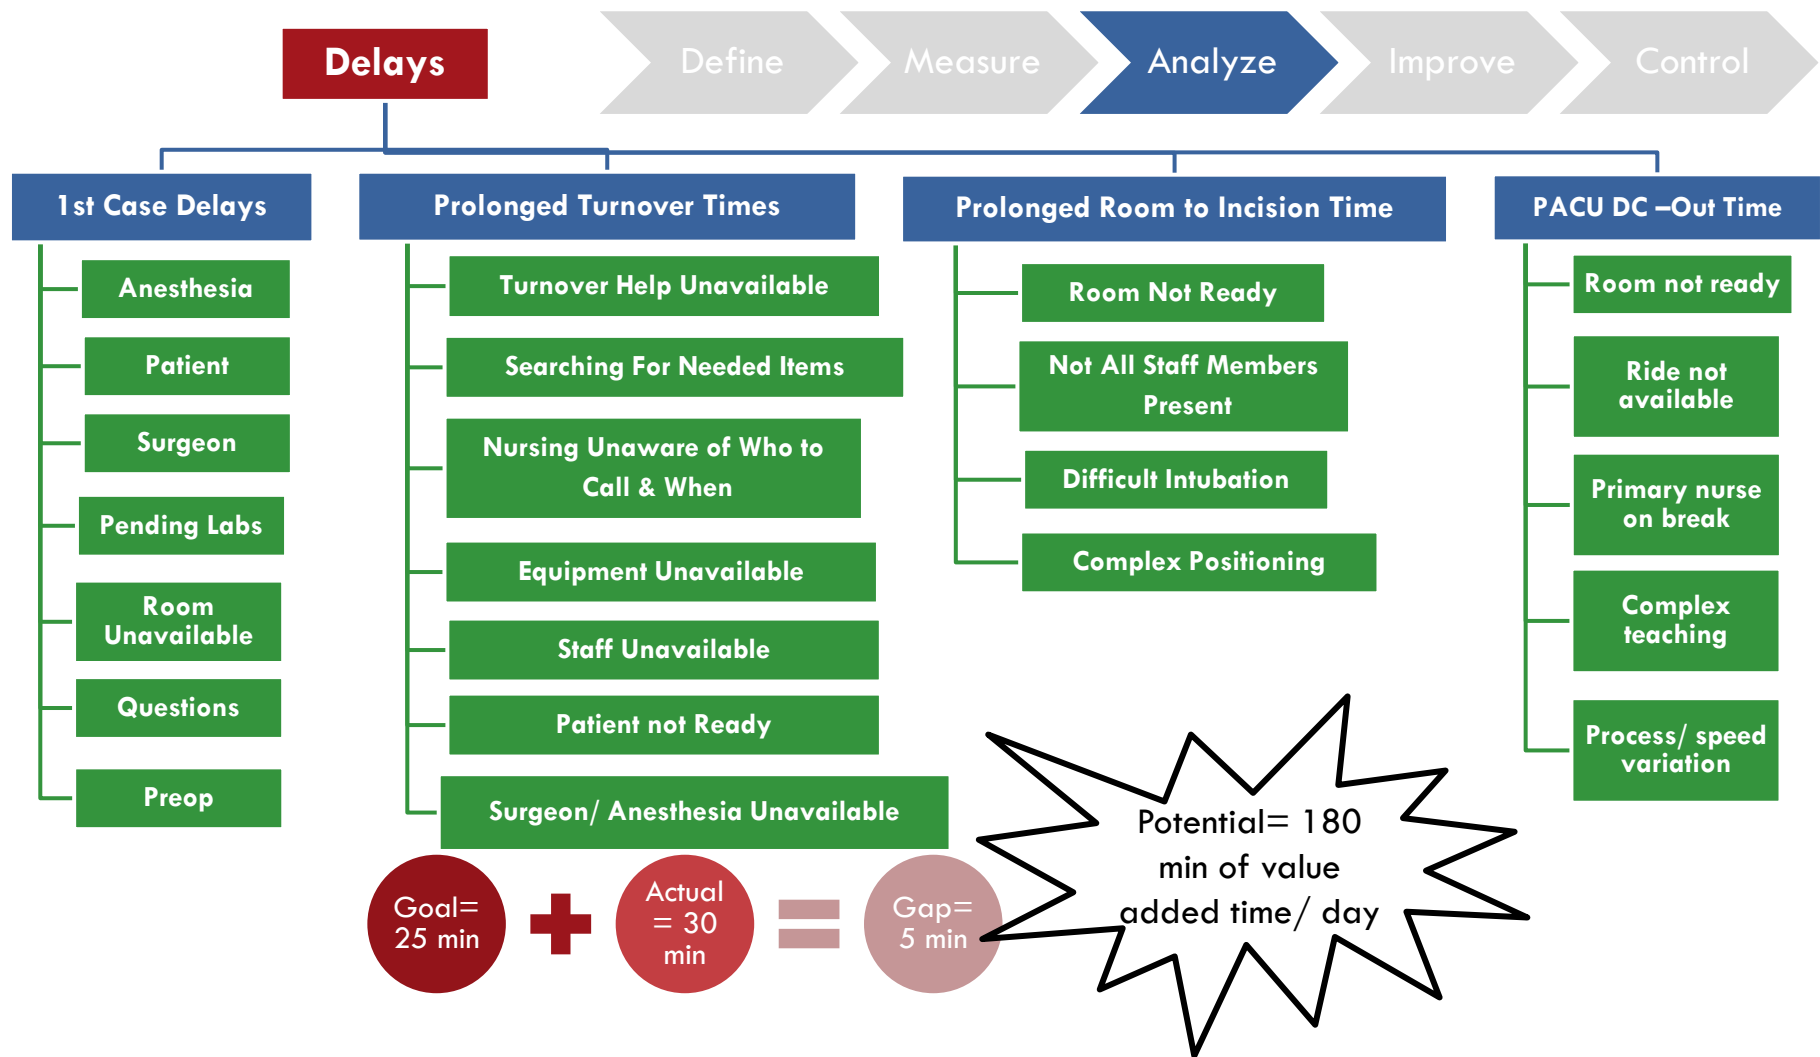 Delays
Define
Measure
Analyze
Improve
Control
1st Case Delays
Anesthesia
Patient
Surgeon
Pending Labs
Room
Unavailable
Questions
Preop
Prolonged Turnover Times
Turnover Help Unavailable
Searching For Needed Items
Nursing Unaware of Who to
Call & When
Equipment Unavailable
Staff Unavailable
Patient not Ready
Surgeon/ Anesthesia Unavailable
Prolonged Room to Incision Time
Room Not Ready
Not All Staff Members
Present
Difficult Intubation
Complex Positioning
PACU DC –Out Time
Room not ready
Ride not
available
Primary nurse
on break
Complex
teaching
Process/ speed
variation
Goal=
25 min
+
Actual
= 30
min
=
Gap=
5 min
Potential= 180
min of value
added time/ day